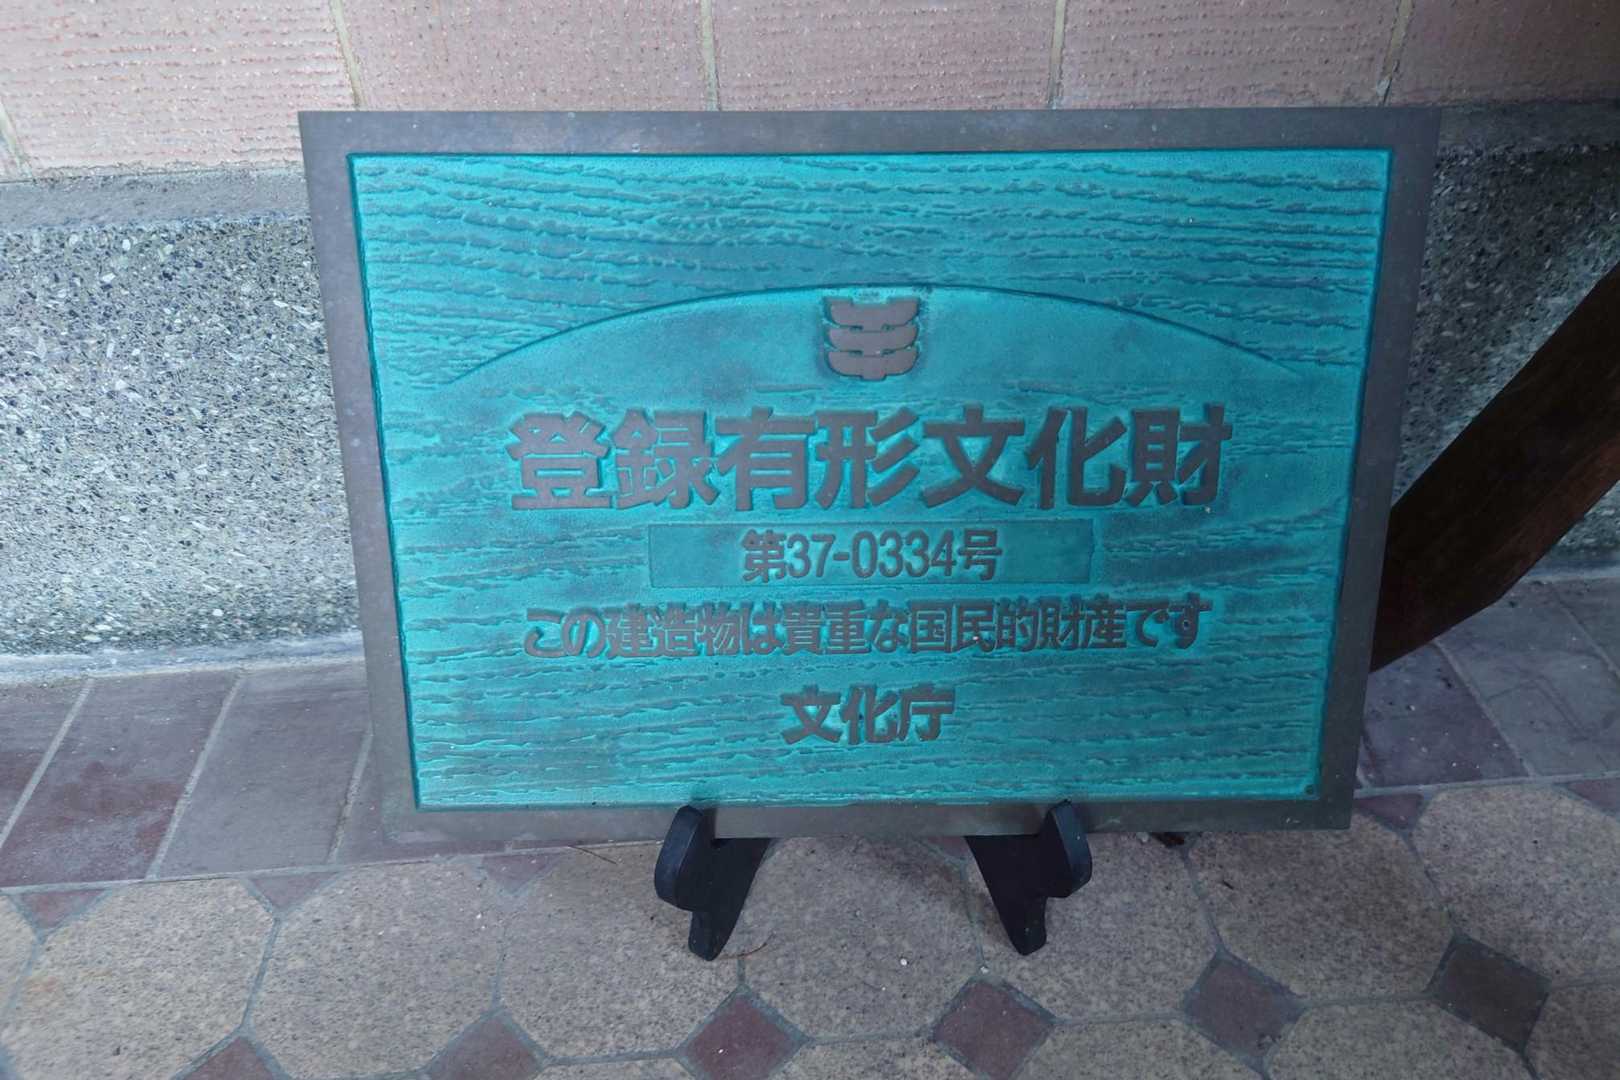 登録有形文化財
第37-0334号
この建造物は貴重な国民的財産です
文化庁